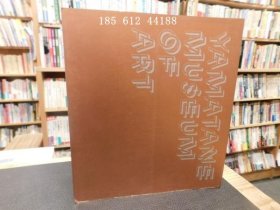 185 612 44188
YAMATANE
MUSEUM
OF
ART